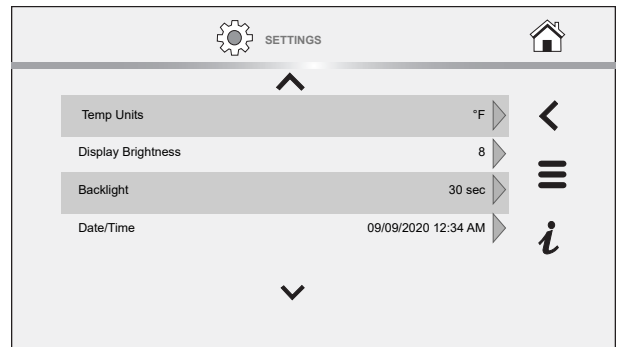 SETTINGS
Temp Units °F
Display Brightness 8
Backlight 30 sec
Date/Time 09/09/2020 12:34 AM
i